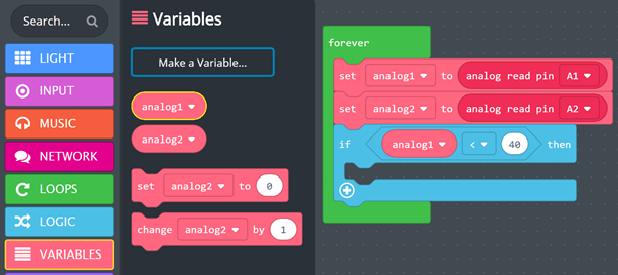 Search...
LIGHT
INPUT
MUSIC
NETWORK
LOOPS
LOGIC
VARIABLES
Variables
Make a Variable...
analog1
analog2
set analog2 to 0
change analog2 by 1
forever
set analog1 to analog read pin A1
set analog2 to analog read pin A2
if analog1 < 40 then